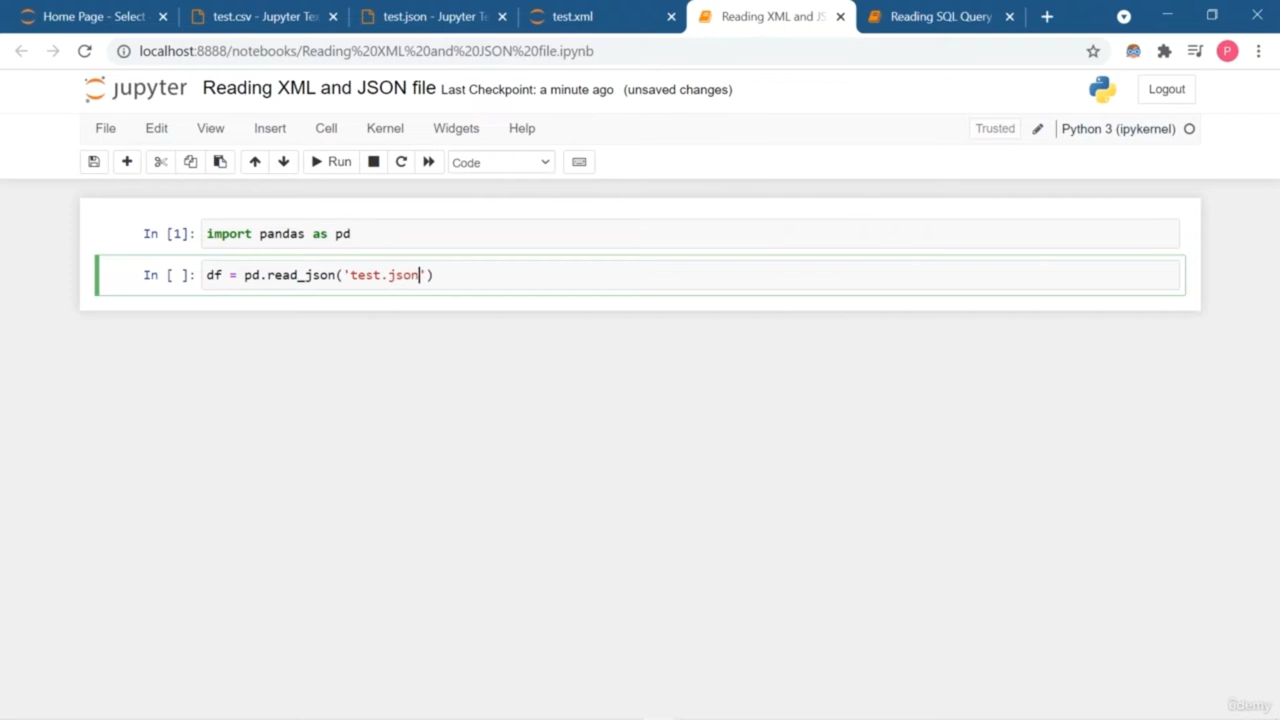 Home Page - Select
test.csv - Jupyter Tex
test.json - Jupyter Te
test.xml
Reading XML and JS
Reading SQL Query
localhost:8888/notebooks/Reading%20XML%20and%20JSON%20file.ipynb
P
jupyter Reading XML and JSON file Last Checkpoint: a minute ago (unsaved changes)
Logout
File Edit View Insert Cell Kernel Widgets Help
Trusted Python 3 (ipykernel)
Run Code
In [1]: import pandas as pd
In [ ]: df = pd.read_json('test.json')
ûdemy